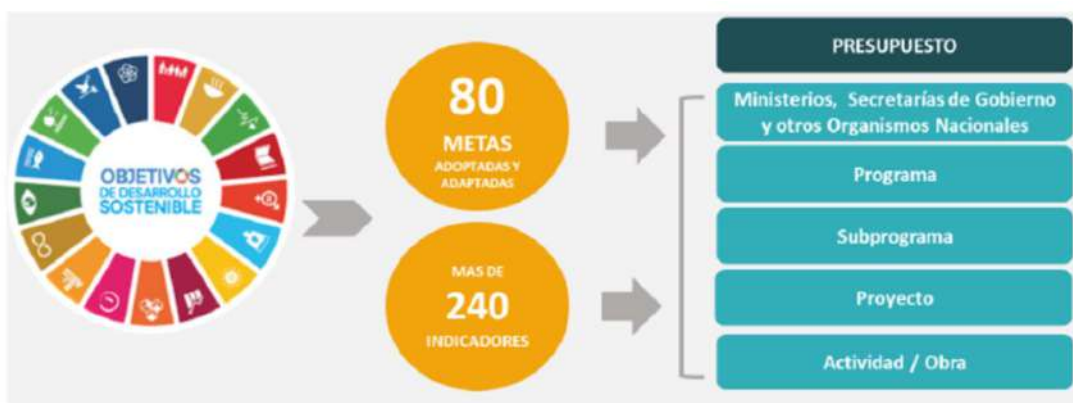 OBJETIVOS
DE DESARROLLO
SOSTENIBLE
80
METAS
ADOPTADAS Y
ADAPTADAS
MAS DE
240
INDICADORES
PRESUPUESTO
Ministerios, Secretarías de Gobierno
y otros Organismos Nacionales
Programa
Subprograma
Proyecto
Actividad / Obra